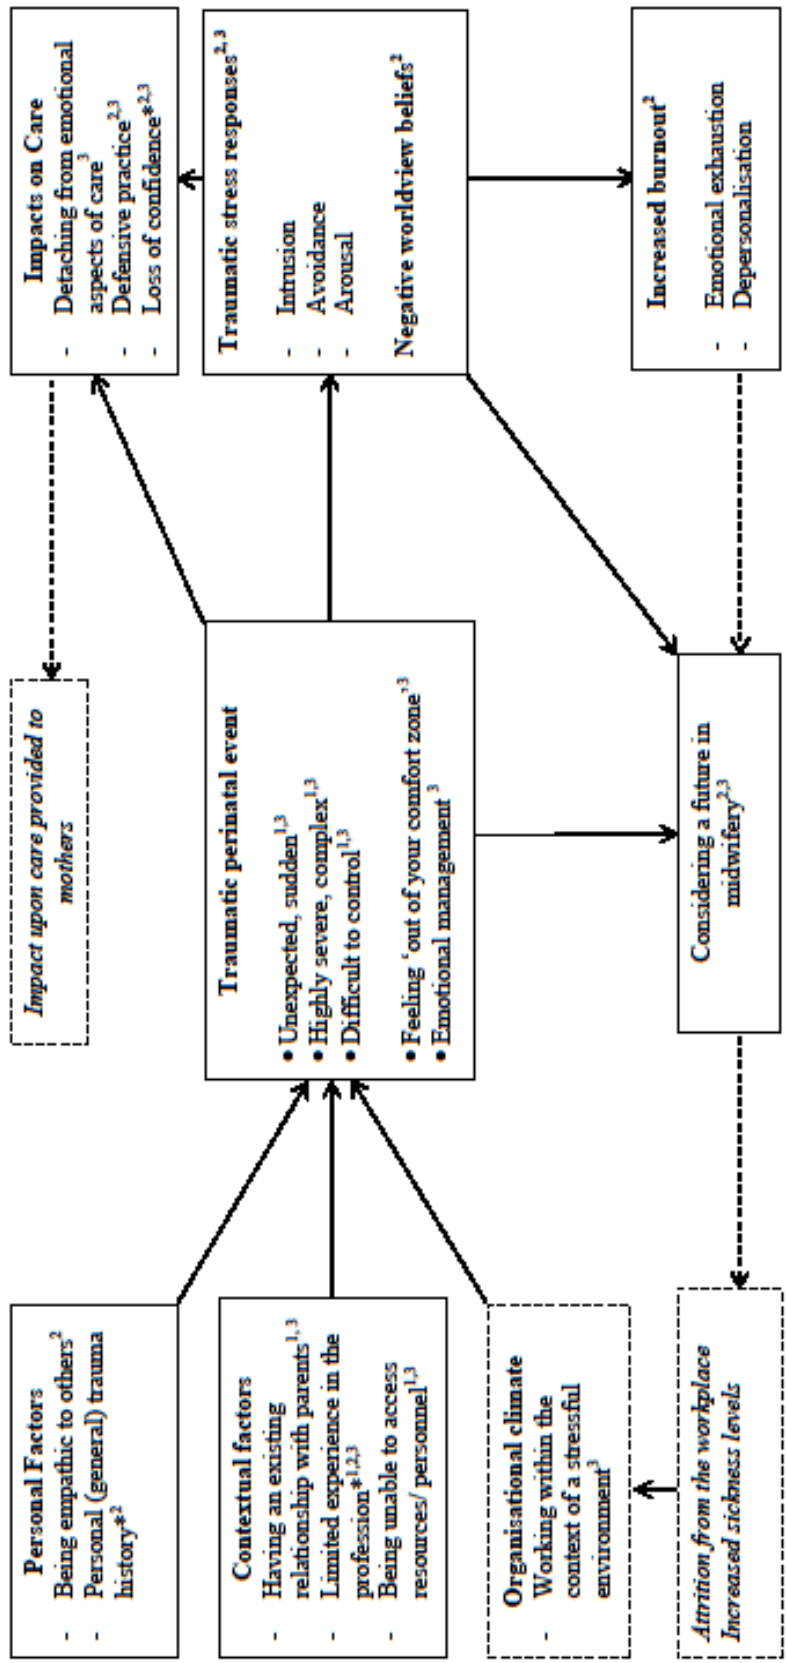 Personal Factors
- Being empathic to others²
- Personal (general) trauma
history*²
Contextual factors
- Having an existing
relationship with parents¹, ³
- Limited experience in the
profession*¹,²,³
- Being unable to access
resources/ personnel¹,³
Organisational climate
- Working within the
context of a stressful
environment³
Attrition from the workplace
Increased sickness levels
Impact upon care provided to
mothers
Traumatic perinatal event
• Unexpected, sudden¹,³
• Highly severe, complex¹,³
• Difficult to control¹,³
• Feeling ‘out of your comfort zone’³
• Emotional management ³
Considering a future in
midwifery²,³
Impacts on Care
- Detaching from emotional
aspects of care³
- Defensive practice²,³
- Loss of confidence*²,³
Traumatic stress responses²,³
- Intrusion
- Avoidance
- Arousal
Negative worldview beliefs²
Increased burnout²
- Emotional exhaustion
- Depersonalisation